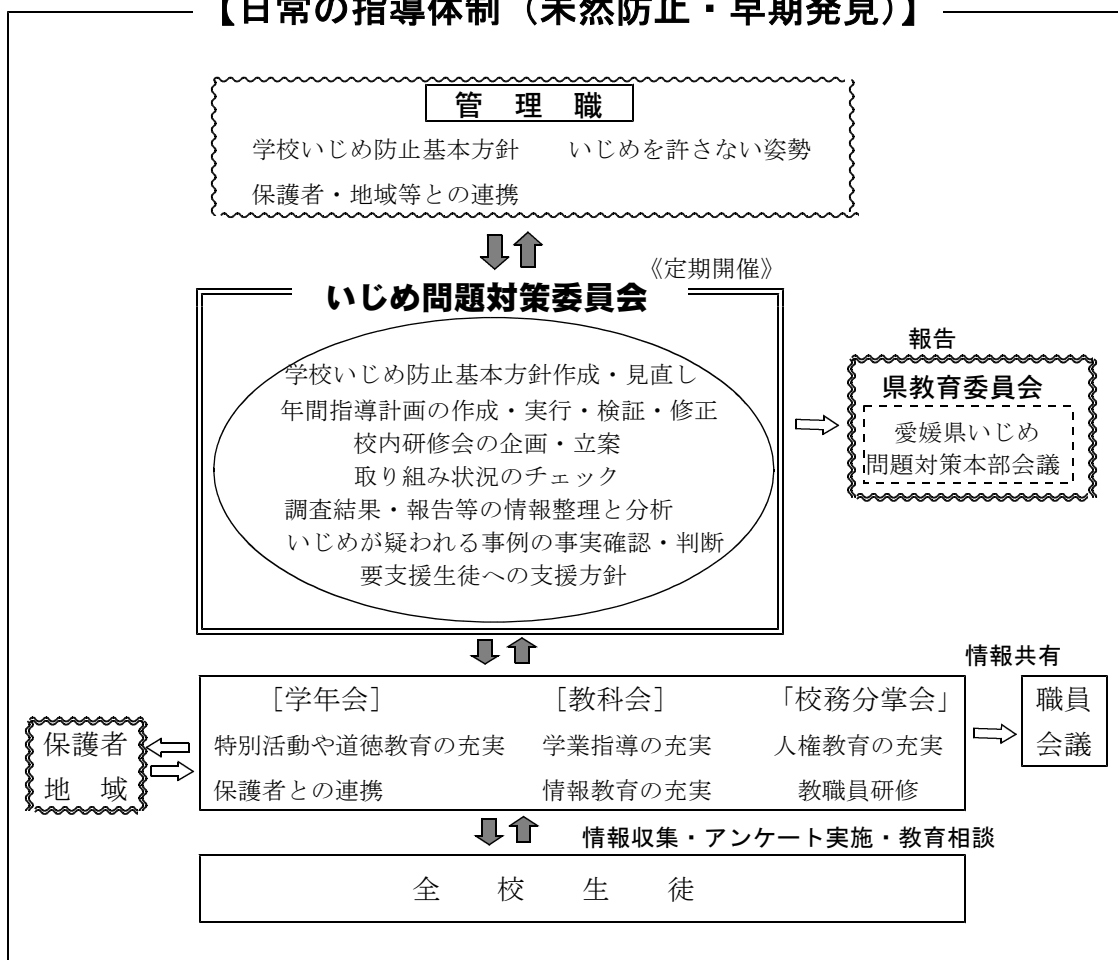 【日常の指導体制（未然防止・早期発見）】
管　理　職
学校いじめ防止基本方針　　いじめを許さない姿勢
保護者・地域等との連携
《定期開催》
いじめ問題対策委員会
学校いじめ防止基本方針作成・見直し
年間指導計画の作成・実行・検証・修正
校内研修会の企画・立案
取り組み状況のチェック
調査結果・報告等の情報整理と分析
いじめが疑われる事例の事実確認・判断
要支援生徒への支援方針
報告
県教育委員会
愛媛県いじめ
問題対策本部会議
保護者
地　域
［学年会］
特別活動や道徳教育の充実
保護者との連携
［教科会］
学業指導の充実
情報教育の充実
「校務分掌会」
人権教育の充実
教職員研修
情報共有
職員
会議
情報収集・アンケート実施・教育相談
全　校　生　徒